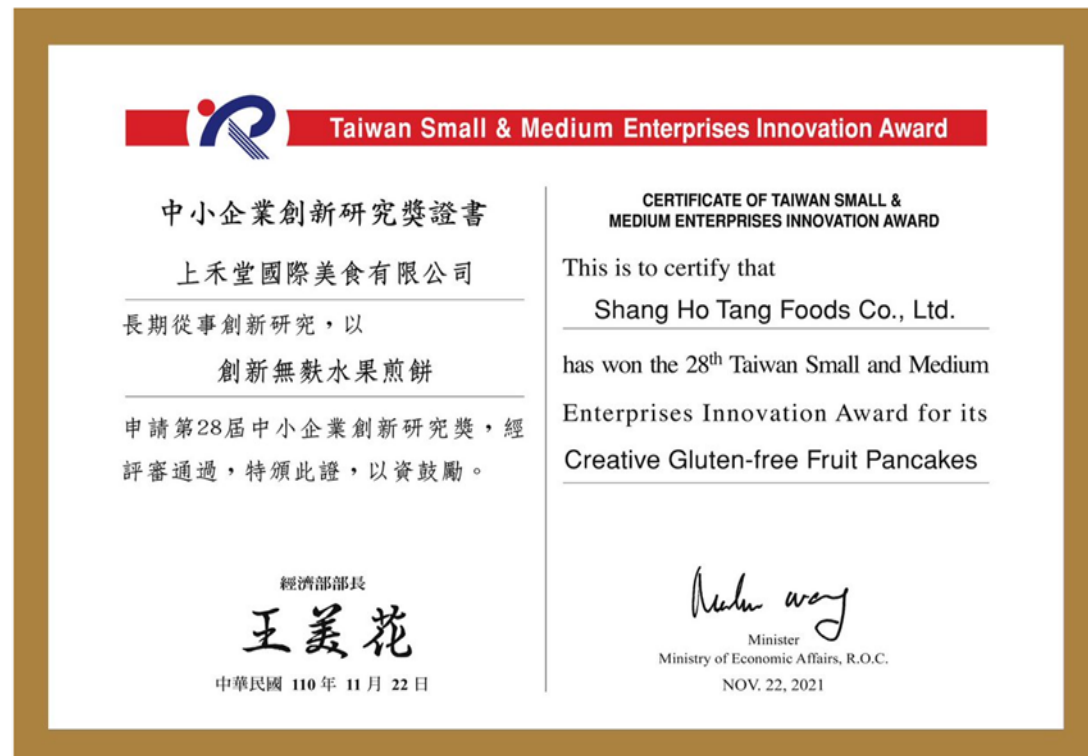 Taiwan Small & Medium Enterprises Innovation Award
中小企業創新研究獎證書
上禾堂國際美食有限公司
長期從事創新研究，以
創新無麩水果煎餅
申請第28屆中小企業創新研究獎，經
評審通過，特頒此證，以資鼓勵。
經濟部部長
王美花
中華民國 110 年 11 月 22 日
CERTIFICATE OF TAIWAN SMALL &
MEDIUM ENTERPRISES INNOVATION AWARD
This is to certify that
Shang Ho Tang Foods Co., Ltd.
has won the 28th Taiwan Small and Medium
Enterprises Innovation Award for its
Creative Gluten-free Fruit Pancakes
Minister
Ministry of Economic Affairs, R.O.C.
NOV. 22, 2021